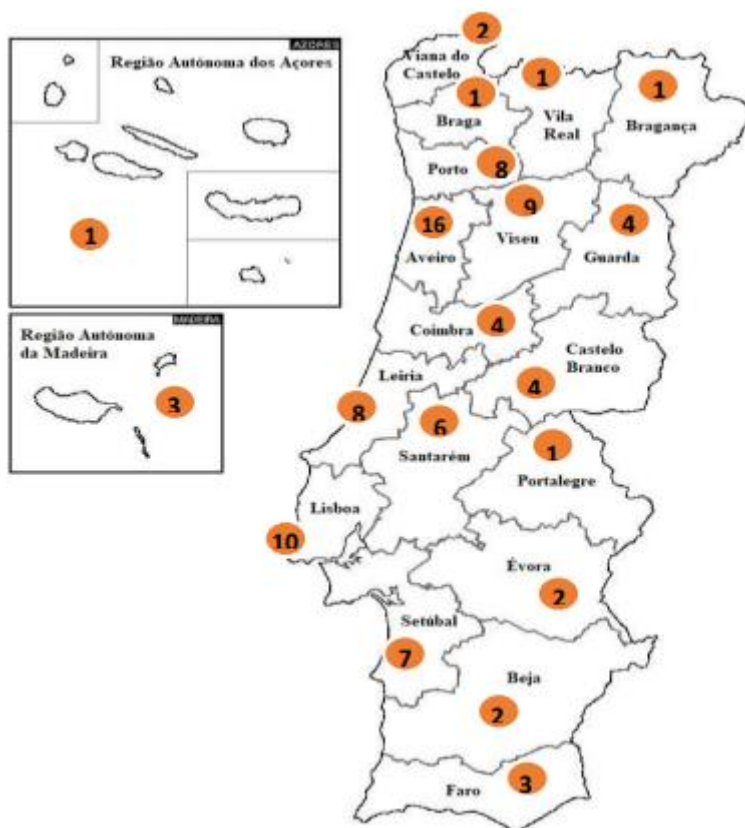 AZORES
Região Autónoma dos Açores
1
MADEIRA
Região Autónoma
da Madeira
3
2
Viana do
Castelo
1
Braga
1
Vila
Real
1
Bragança
Porto
8
16
Aveiro
9
Viseu
4
Guarda
Coimbra
4
Leiria
8
Castelo
Branco
4
6
Santarém
1
Portalegre
Lisboa
10
Évora
2
Setúbal
7
Beja
2
Faro
3